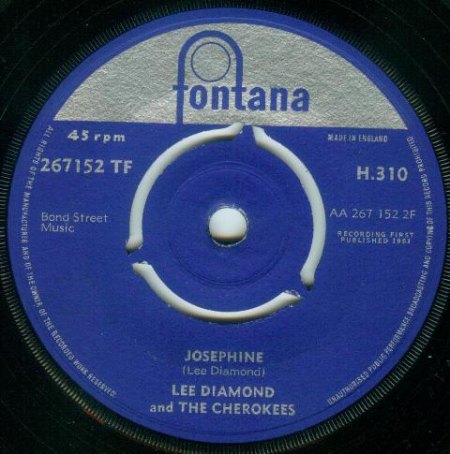 fontana
45 rpm
MADE IN ENGLAND
267152 TF
H.310
Bond Street
Music
AA 267 152 2F
RECORDING FIRST
PUBLISHED 1961
JOSEPHINE
(Lee Diamond)
LEE DIAMOND
and THE CHEROKEES
ALL RIGHTS OF THE MANUFACTURER AND OF THE OWNER OF THE RECORDED WORK RESERVED.
UNAUTHORISED PUBLIC PERFORMANCE, BROADCASTING AND COPYING OF THIS RECORD PROHIBITED